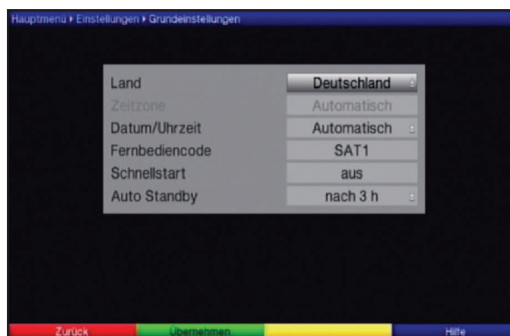 Hauptmenü ▸ Einstellungen ▸ Grundeinstellungen
Land Deutschland
Zeitzone Automatisch
Datum/Uhrzeit Automatisch
Fernbediencode SAT1
Schnellstart aus
Auto Standby nach 3 h
Zurück Übernehmen Hilfe